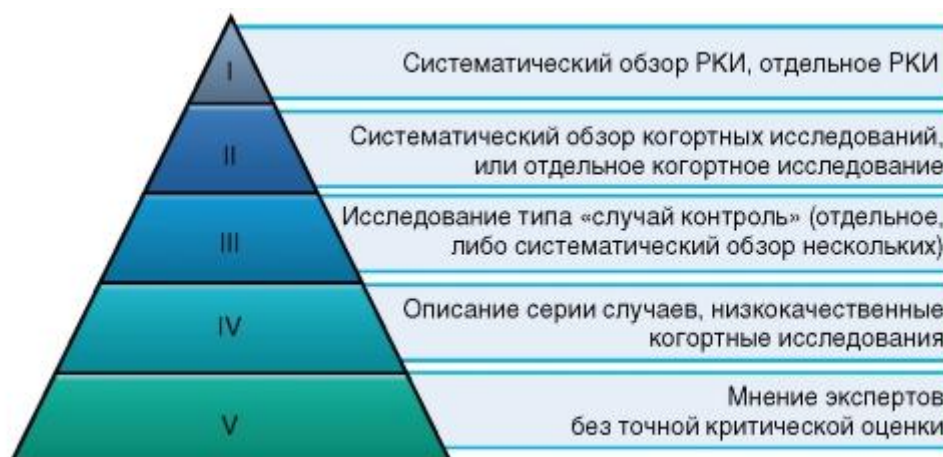 I
Систематический обзор РКИ, отдельное РКИ
II
Систематический обзор когортных исследований,
или отдельное когортное исследование
III
Исследование типа «случай контроль» (отдельное,
либо систематический обзор нескольких)
IV
Описание серии случаев, низкокачественные
когортные исследования
V
Мнение экспертов
без точной критической оценки